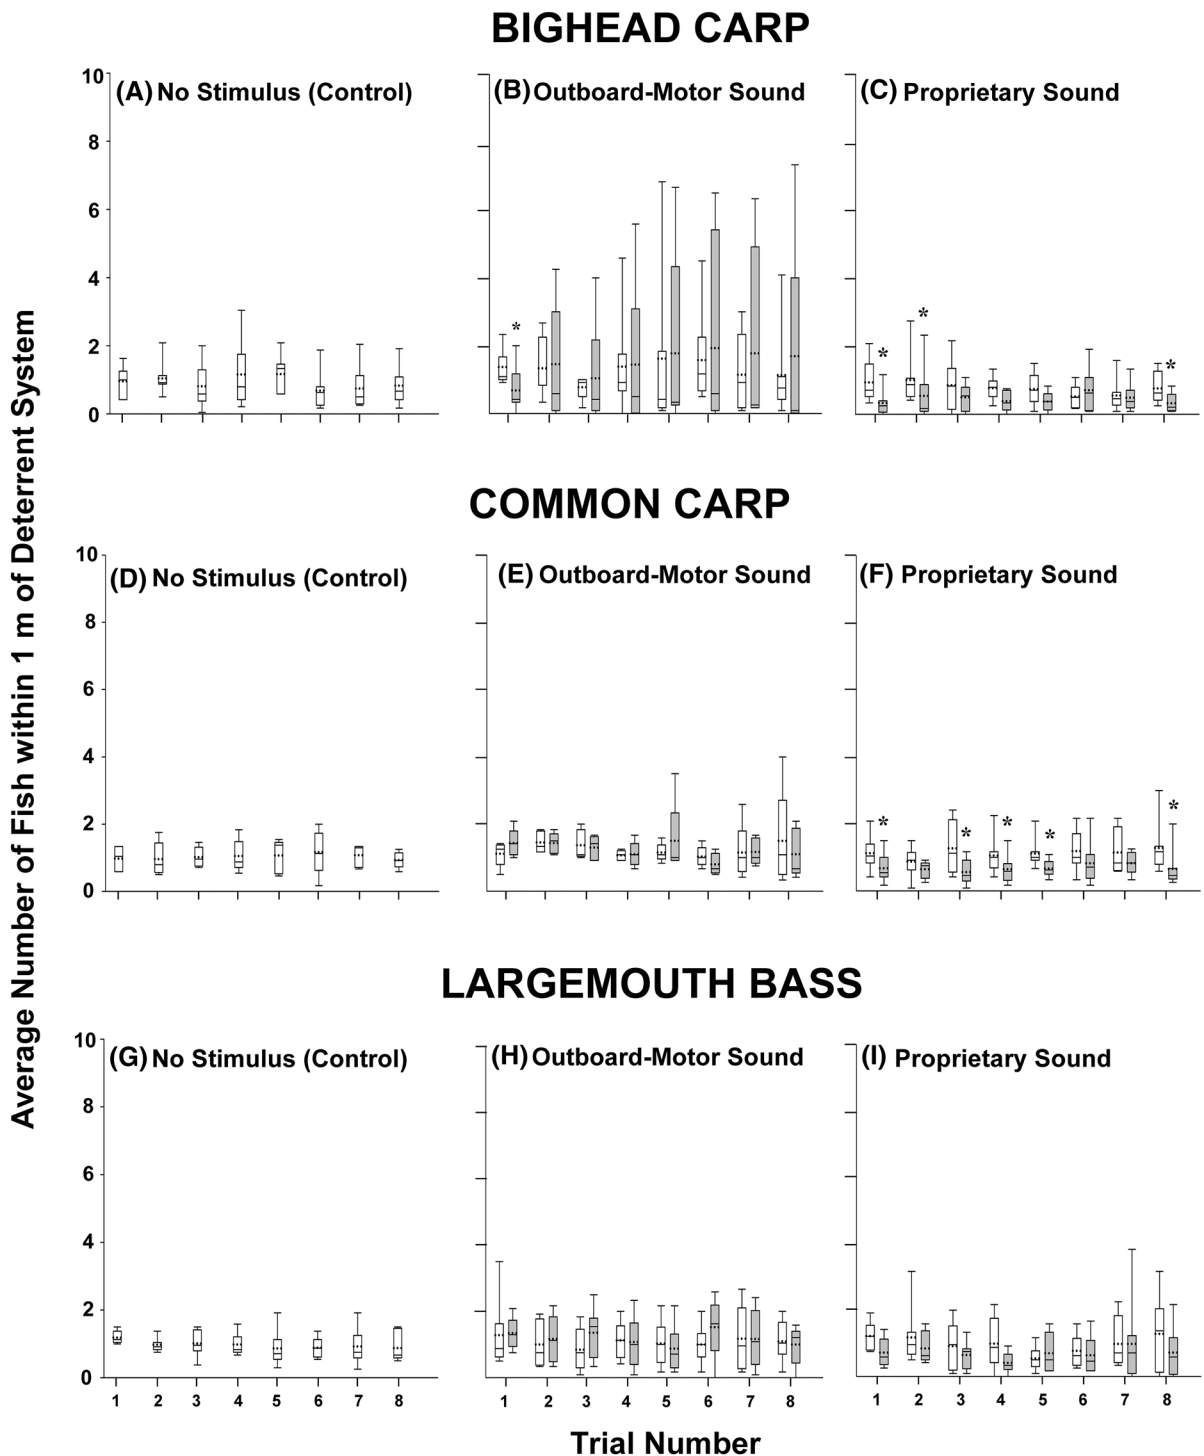 BIGHEAD CARP
(A) No Stimulus (Control)
(B) Outboard-Motor Sound
(C) Proprietary Sound
10
8
6
4
2
0
*
*
*
*
Average Number of Fish within 1 m of Deterrent System
COMMON CARP
(D) No Stimulus (Control)
(E) Outboard-Motor Sound
(F) Proprietary Sound
10
8
6
4
2
0
*
*
*
*
*
LARGEMOUTH BASS
(G) No Stimulus (Control)
(H) Outboard-Motor Sound
(I) Proprietary Sound
10
8
6
4
2
0
1 2 3 4 5 6 7 8
1 2 3 4 5 6 7 8
1 2 3 4 5 6 7 8
Trial Number